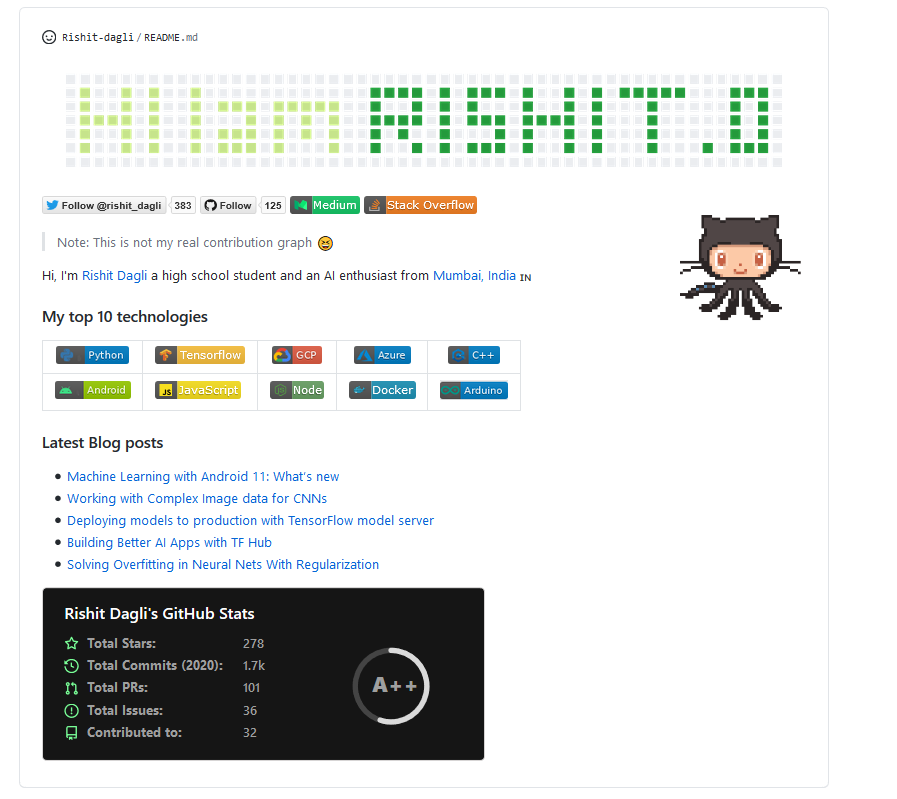 Rishit-dagli / README.md
HI Iam RISHIT.D
Follow @rishit_dagli 383 Follow 125 Medium Stack Overflow
Note: This is not my real contribution graph 😆
Hi, I'm Rishit Dagli a high school student and an AI enthusiast from Mumbai, India IN
My top 10 technologies
Python Tensorflow GCP Azure C++
Android JS JavaScript Node Docker Arduino
Latest Blog posts
• Machine Learning with Android 11: What's new
• Working with Complex Image data for CNNs
• Deploying models to production with TensorFlow model server
• Building Better AI Apps with TF Hub
• Solving Overfitting in Neural Nets With Regularization
Rishit Dagli's GitHub Stats
Total Stars: 278
Total Commits (2020): 1.7k
Total PRs: 101
Total Issues: 36
Contributed to: 32
A++